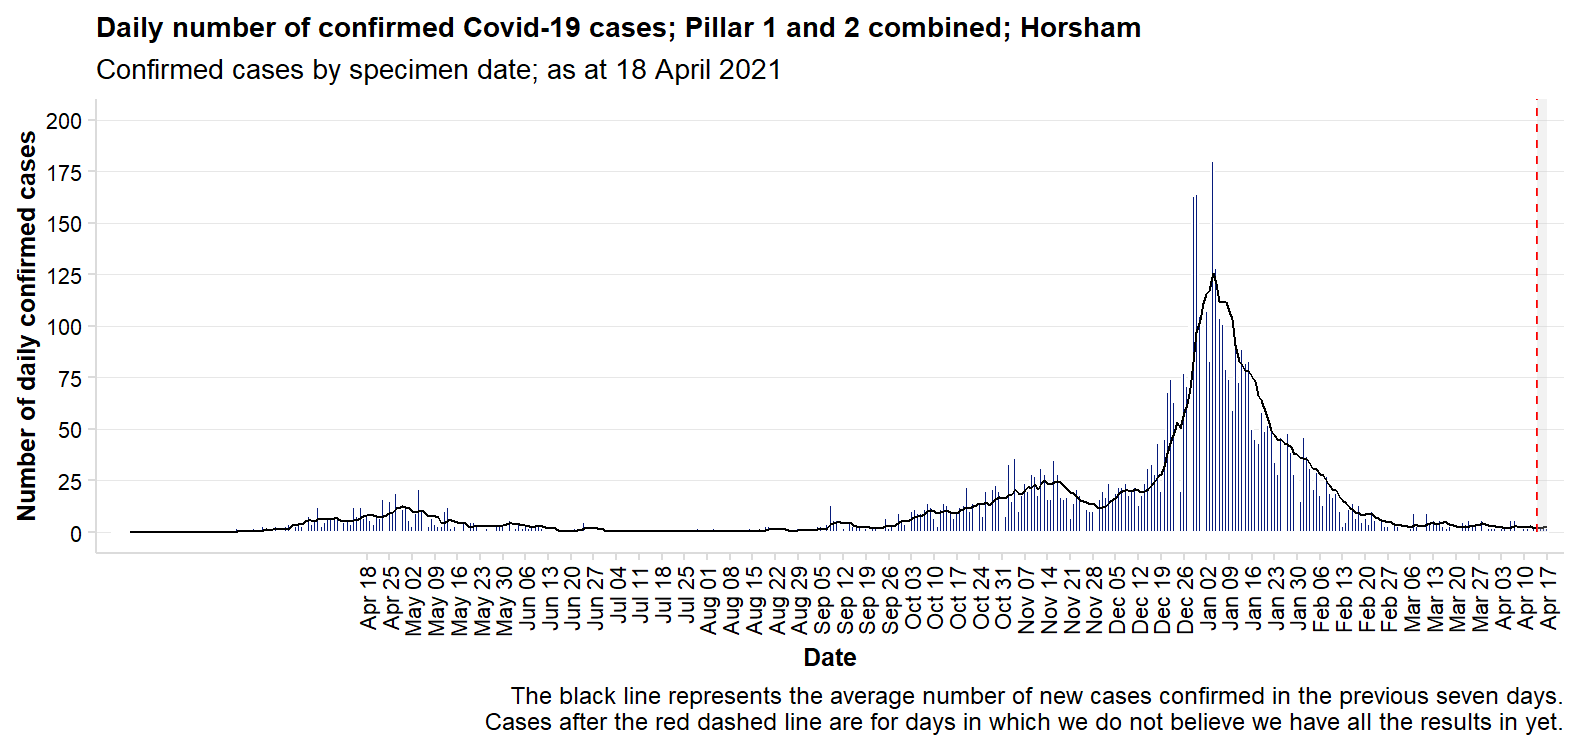 Daily number of confirmed Covid-19 cases; Pillar 1 and 2 combined; Horsham
Confirmed cases by specimen date; as at 18 April 2021
Number of daily confirmed cases
200
175
150
125
100
75
50
25
0
Apr 18
Apr 25
May 02
May 09
May 16
May 23
May 30
Jun 06
Jun 13
Jun 20
Jun 27
Jul 04
Jul 11
Jul 18
Jul 25
Aug 01
Aug 08
Aug 15
Aug 22
Aug 29
Sep 05
Sep 12
Sep 19
Sep 26
Oct 03
Oct 10
Oct 17
Oct 24
Oct 31
Nov 07
Nov 14
Nov 21
Nov 28
Dec 05
Dec 12
Dec 19
Dec 26
Jan 02
Jan 09
Jan 16
Jan 23
Jan 30
Feb 06
Feb 13
Feb 20
Feb 27
Mar 06
Mar 13
Mar 20
Mar 27
Apr 03
Apr 10
Apr 17
Date
The black line represents the average number of new cases confirmed in the previous seven days.
Cases after the red dashed line are for days in which we do not believe we have all the results in yet.